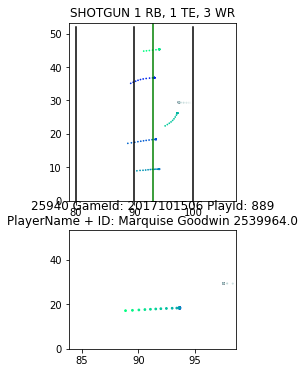 SHOTGUN 1 RB, 1 TE, 3 WR
50
40
30
20
10
0
80 90 100
25940 GameId: 2017101506 PlayId: 889
PlayerName + ID: Marquise Goodwin 2539964.0
40
20
0
85 90 95